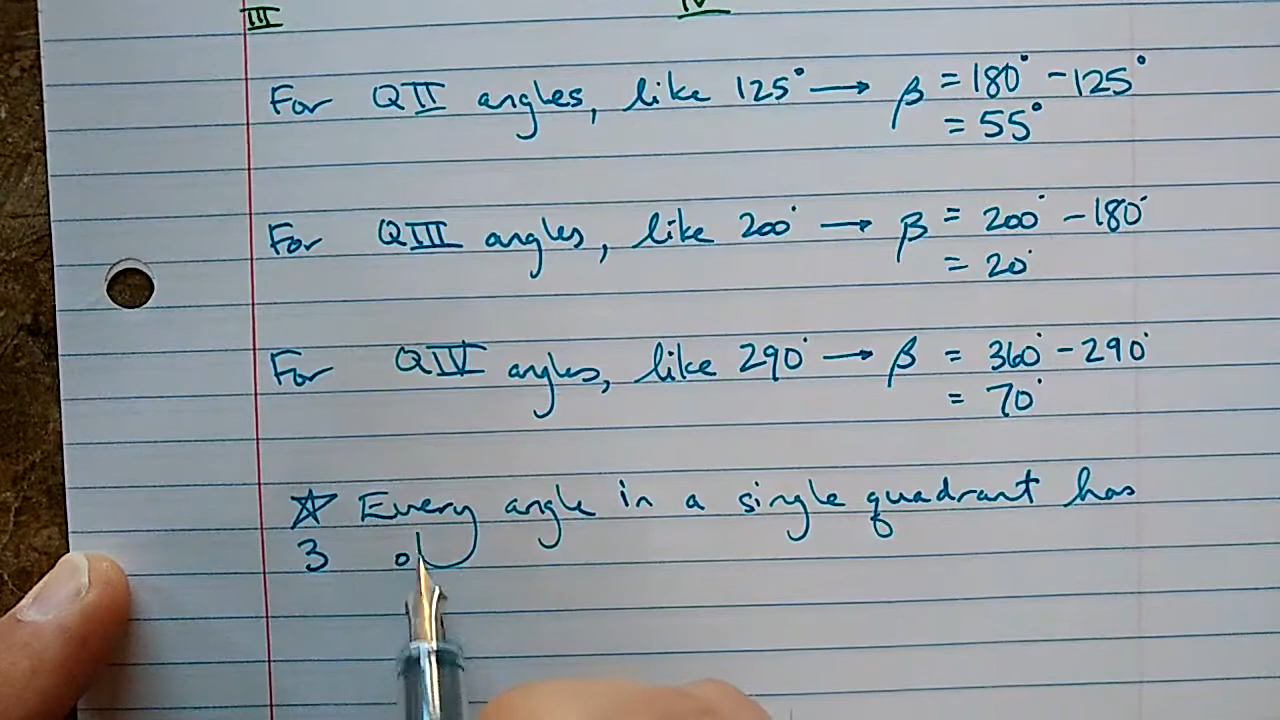 III IV
For QII angles, like 125° → β = 180° - 125°
= 55°
For QIII angles, like 200° → β = 200° - 180°
= 20°
For QIV angles, like 290° → β = 360° - 290°
= 70°
☆ Every angle in a single quadrant has
3